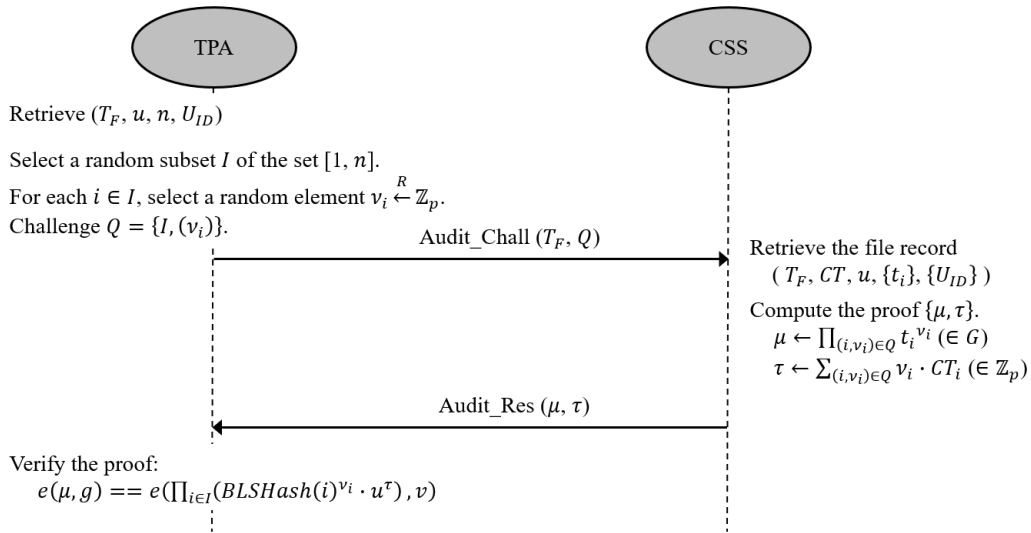 TPA
CSS
Retrieve (T_F, u, n, U_ID)
Select a random subset I of the set [1, n].
For each i ∈ I, select a random element ν_i ←^R ℤ_p.
Challenge Q = {I, (ν_i)}.
Audit_Chall (T_F, Q)
Retrieve the file record
( T_F, CT, u, {t_i}, {U_ID} )
Compute the proof {μ, τ}.
μ ← ∏_{(i,ν_i)∈Q} t_i^{ν_i} (∈ G)
τ ← ∑_{(i,ν_i)∈Q} ν_i · CT_i (∈ ℤ_p)
Audit_Res (μ, τ)
Verify the proof:
e(μ, g) == e(∏_{i∈I}(BLSHash(i)^{ν_i} · u^τ) , v)